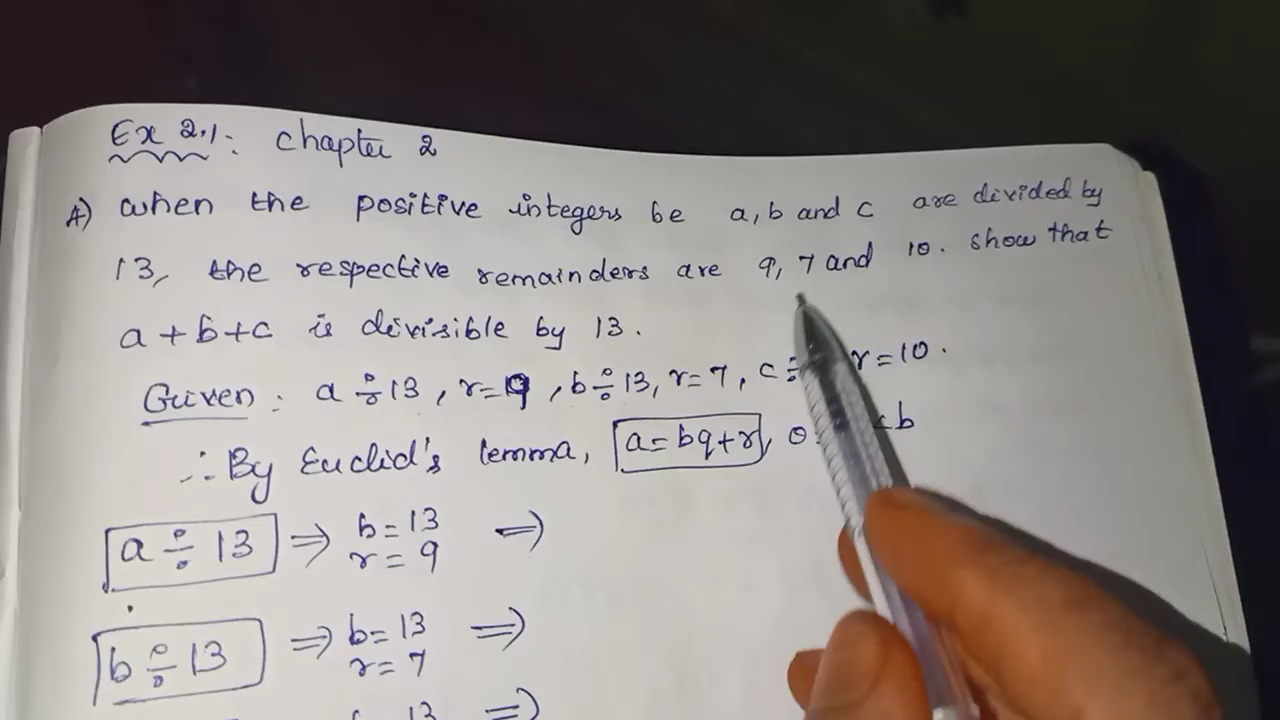 Ex 2.1: Chapter 2
A) when the positive integers be a, b and c are divided by
13, the respective remainders are 9, 7 and 10. show that
a+b+c is divisible by 13.
Given: a ÷ 13, r=9, b ÷ 13, r=7, c ÷ r=10.
∴ By Euclid's lemma, a=bq+r, 0 <b
a ÷ 13 ⇒ b=13 ⇒
r=9
b ÷ 13 ⇒ b=13 ⇒
r=7
13 ⇒